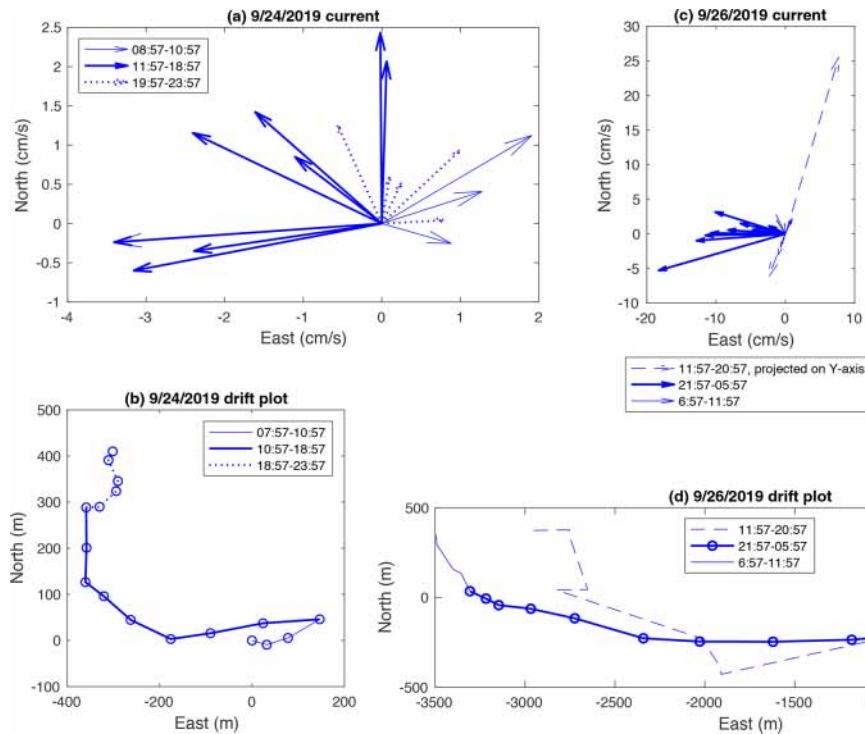 (a) 9/24/2019 current
North (cm/s)
2.5
2
1.5
1
0.5
0
-0.5
-1
08:57-10:57
11:57-18:57
19:57-23:57
-4 -3 -2 -1 0 1 2
East (cm/s)
(c) 9/26/2019 current
North (cm/s)
30
25
20
15
10
5
0
-5
-10
-20 -10 0 10
East (cm/s)
11:57-20:57, projected on Y-axis
21:57-05:57
6:57-11:57
(b) 9/24/2019 drift plot
North (m)
500
400
300
200
100
0
-100
07:57-10:57
10:57-18:57
18:57-23:57
-400 -200 0 200
East (m)
(d) 9/26/2019 drift plot
North (m)
500
0
-500
11:57-20:57
21:57-05:57
6:57-11:57
-3500 -3000 -2500 -2000 -1500 -1
East (m)